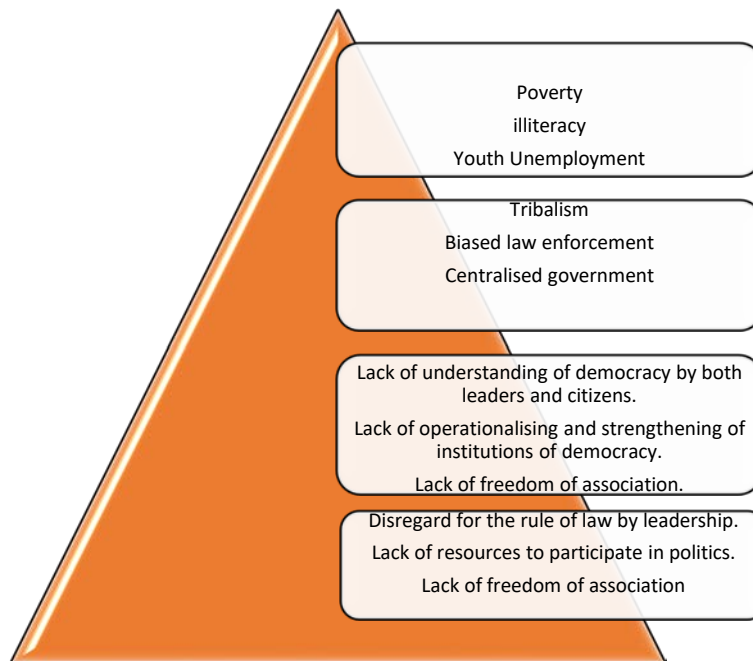 Poverty
illiteracy
Youth Unemployment
Tribalism
Biased law enforcement
Centralised government
Lack of understanding of democracy by both
leaders and citizens.
Lack of operationalising and strengthening of
institutions of democracy.
Lack of freedom of association.
Disregard for the rule of law by leadership.
Lack of resources to participate in politics.
Lack of freedom of association